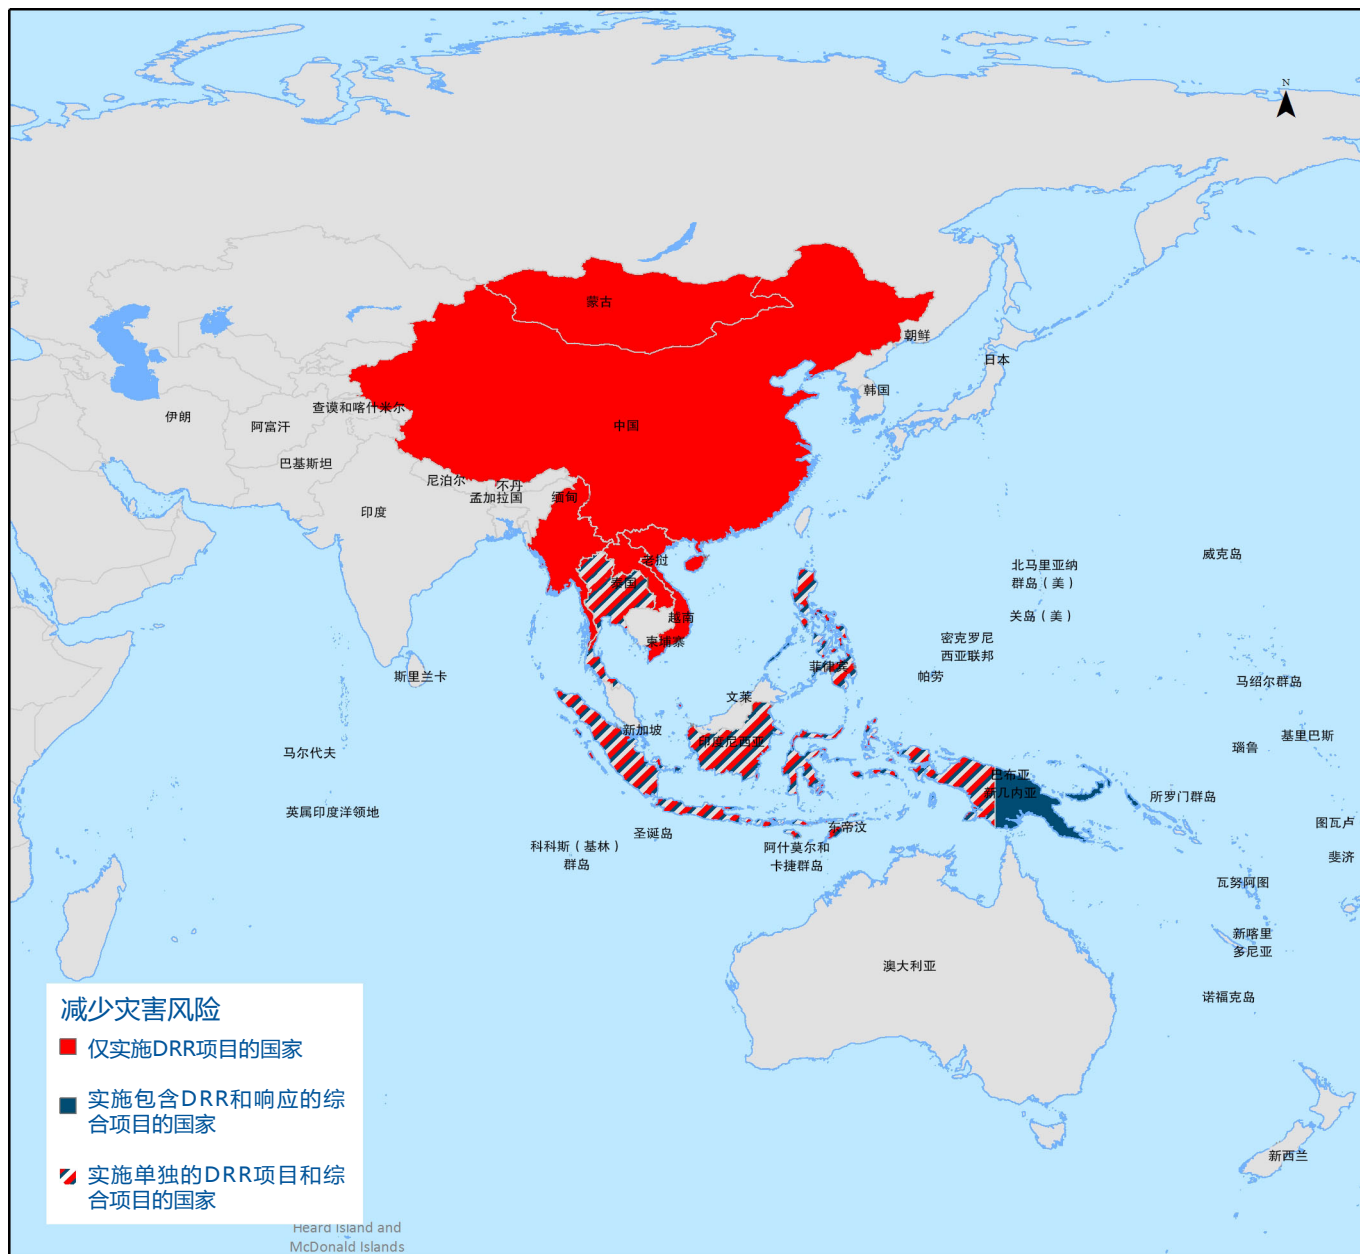 N
蒙古
朝鲜
日本
韩国
查谟和喀什米尔
伊朗
阿富汗
中国
巴基斯坦
尼泊尔
不丹
孟加拉国
缅甸
印度
威克岛
老挝
北马里亚纳
群岛（美）
泰国
关岛（美）
越南
柬埔寨
密克罗尼
西亚联邦
菲律宾
帕劳
斯里兰卡
马绍尔群岛
文莱
新加坡
印度尼西亚
基里巴斯
瑙鲁
马尔代夫
巴布亚
新几内亚
所罗门群岛
英属印度洋领地
图瓦卢
圣诞岛
东帝汶
科科斯（基林）
群岛
阿什莫尔和
卡捷群岛
斐济
瓦努阿图
新喀里
多尼亚
澳大利亚
诺福克岛
新西兰
减少灾害风险
仅实施DRR项目的国家
实施包含DRR和响应的综
合项目的国家
实施单独的DRR项目和综
合项目的国家
Heard Island and
McDonald Islands